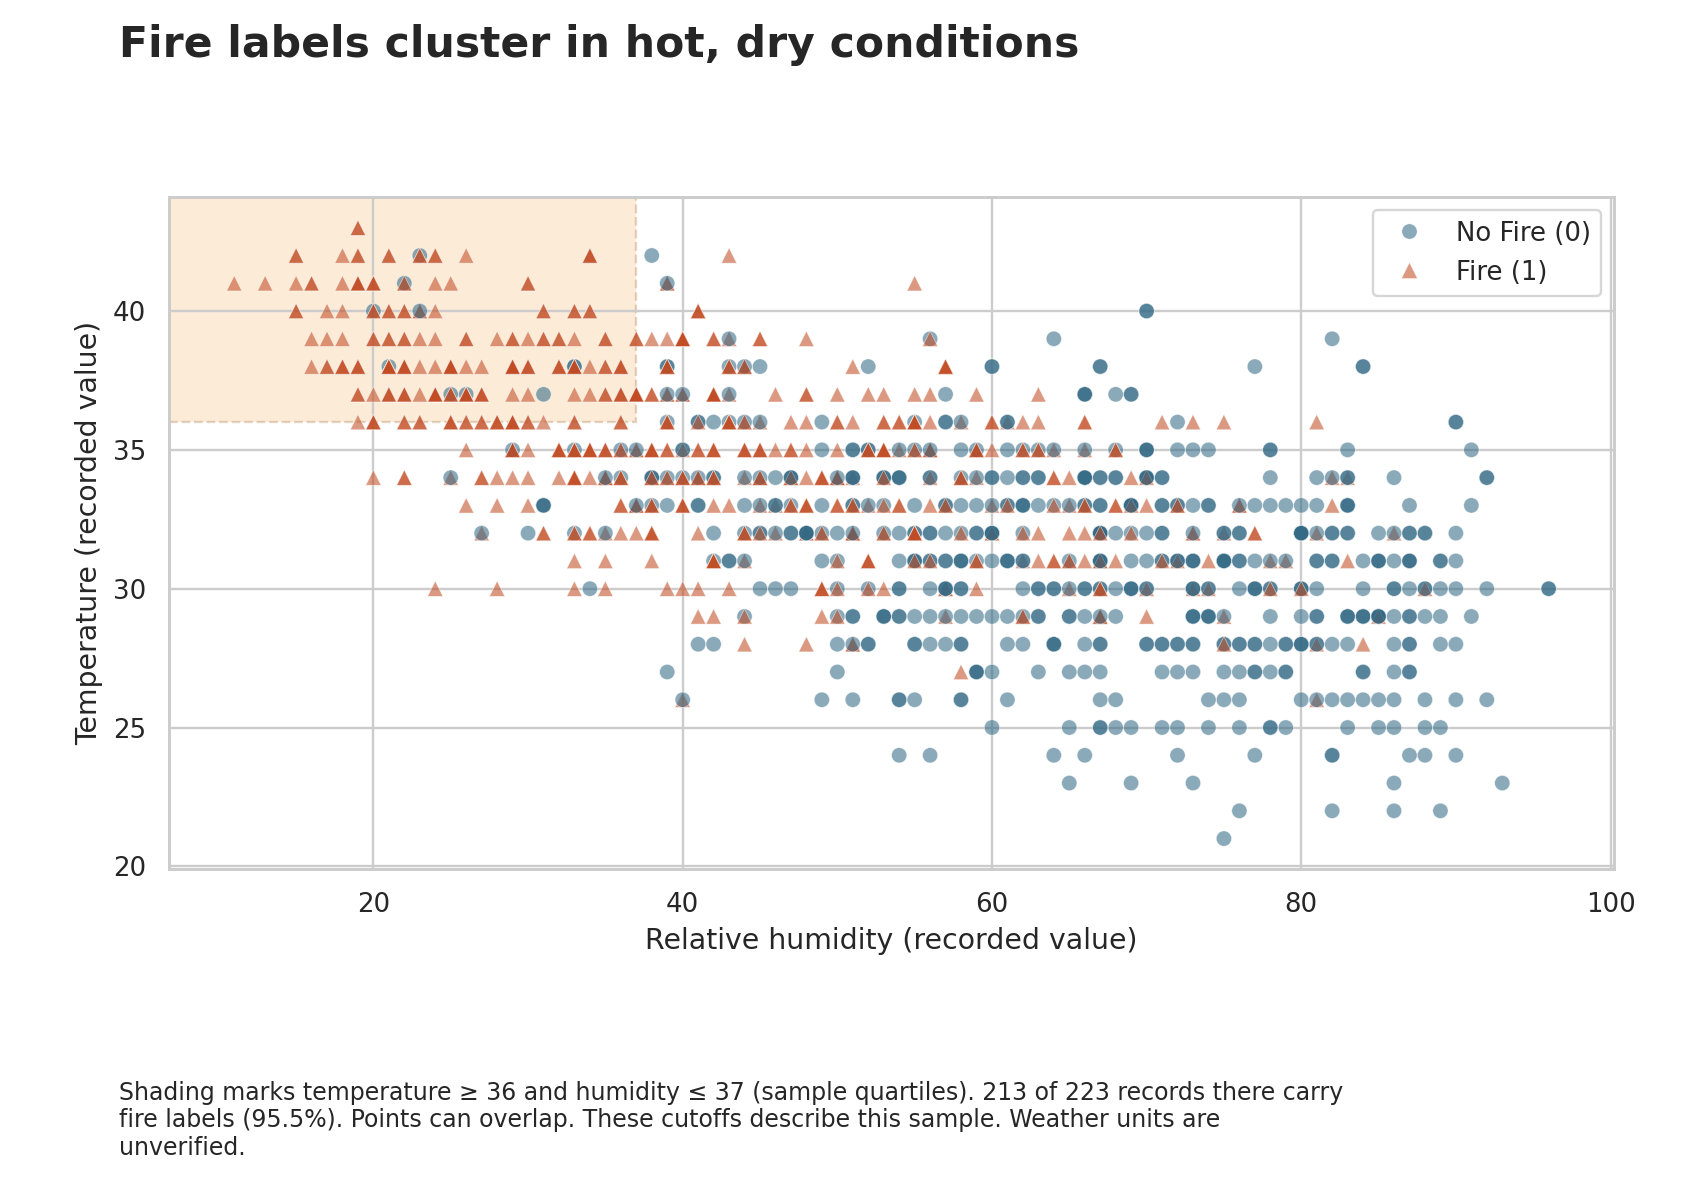 Fire labels cluster in hot, dry conditions
No Fire (0)
Fire (1)
Temperature (recorded value)
40
35
30
25
20
20
40
60
80
100
Relative humidity (recorded value)
Shading marks temperature ≥ 36 and humidity ≤ 37 (sample quartiles). 213 of 223 records there carry
fire labels (95.5%). Points can overlap. These cutoffs describe this sample. Weather units are
unverified.